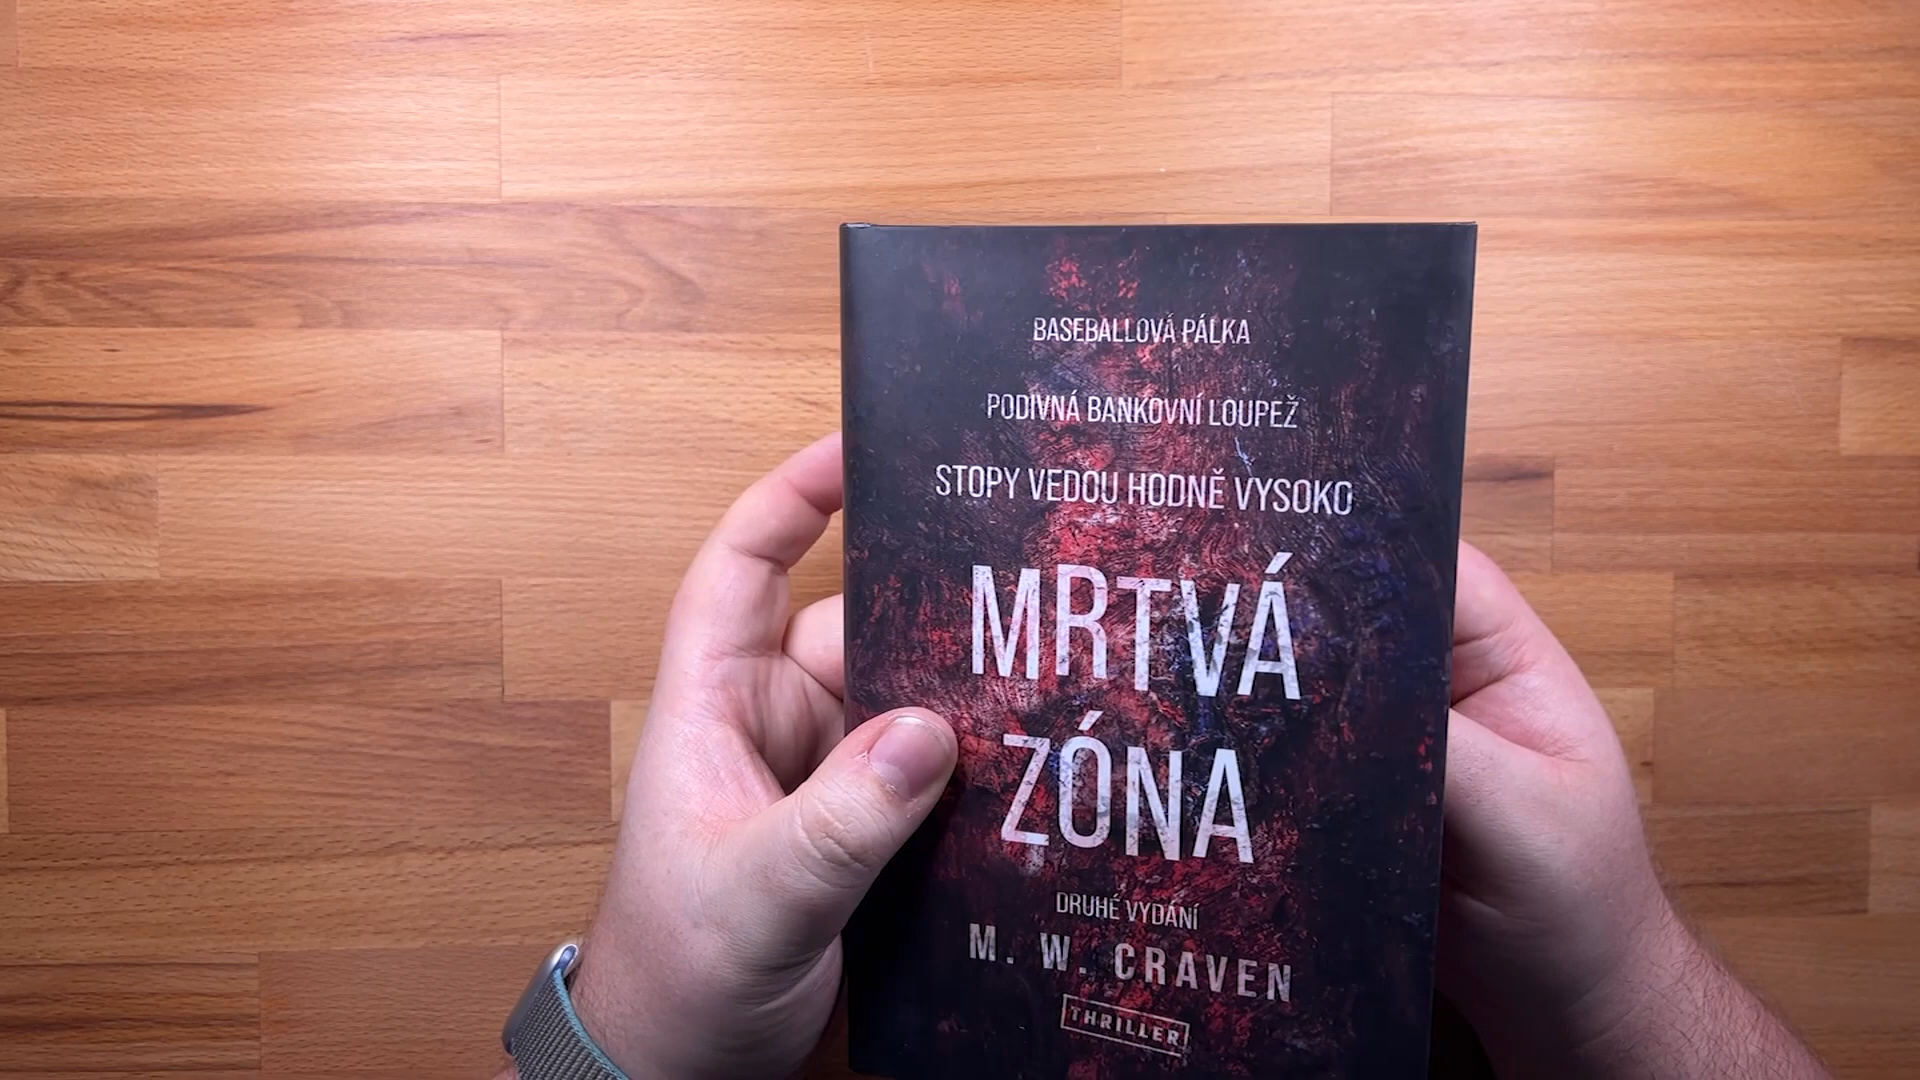 BASEBALLOVÁ PÁLKA
PODIVNÁ BANKOVNÍ LOUPEŽ
STOPY VEDOU HODNĚ VYSOKO
MRTVÁ
ZÓNA
DRUHÉ VYDÁNÍ
M. W. CRAVEN
THRILLER